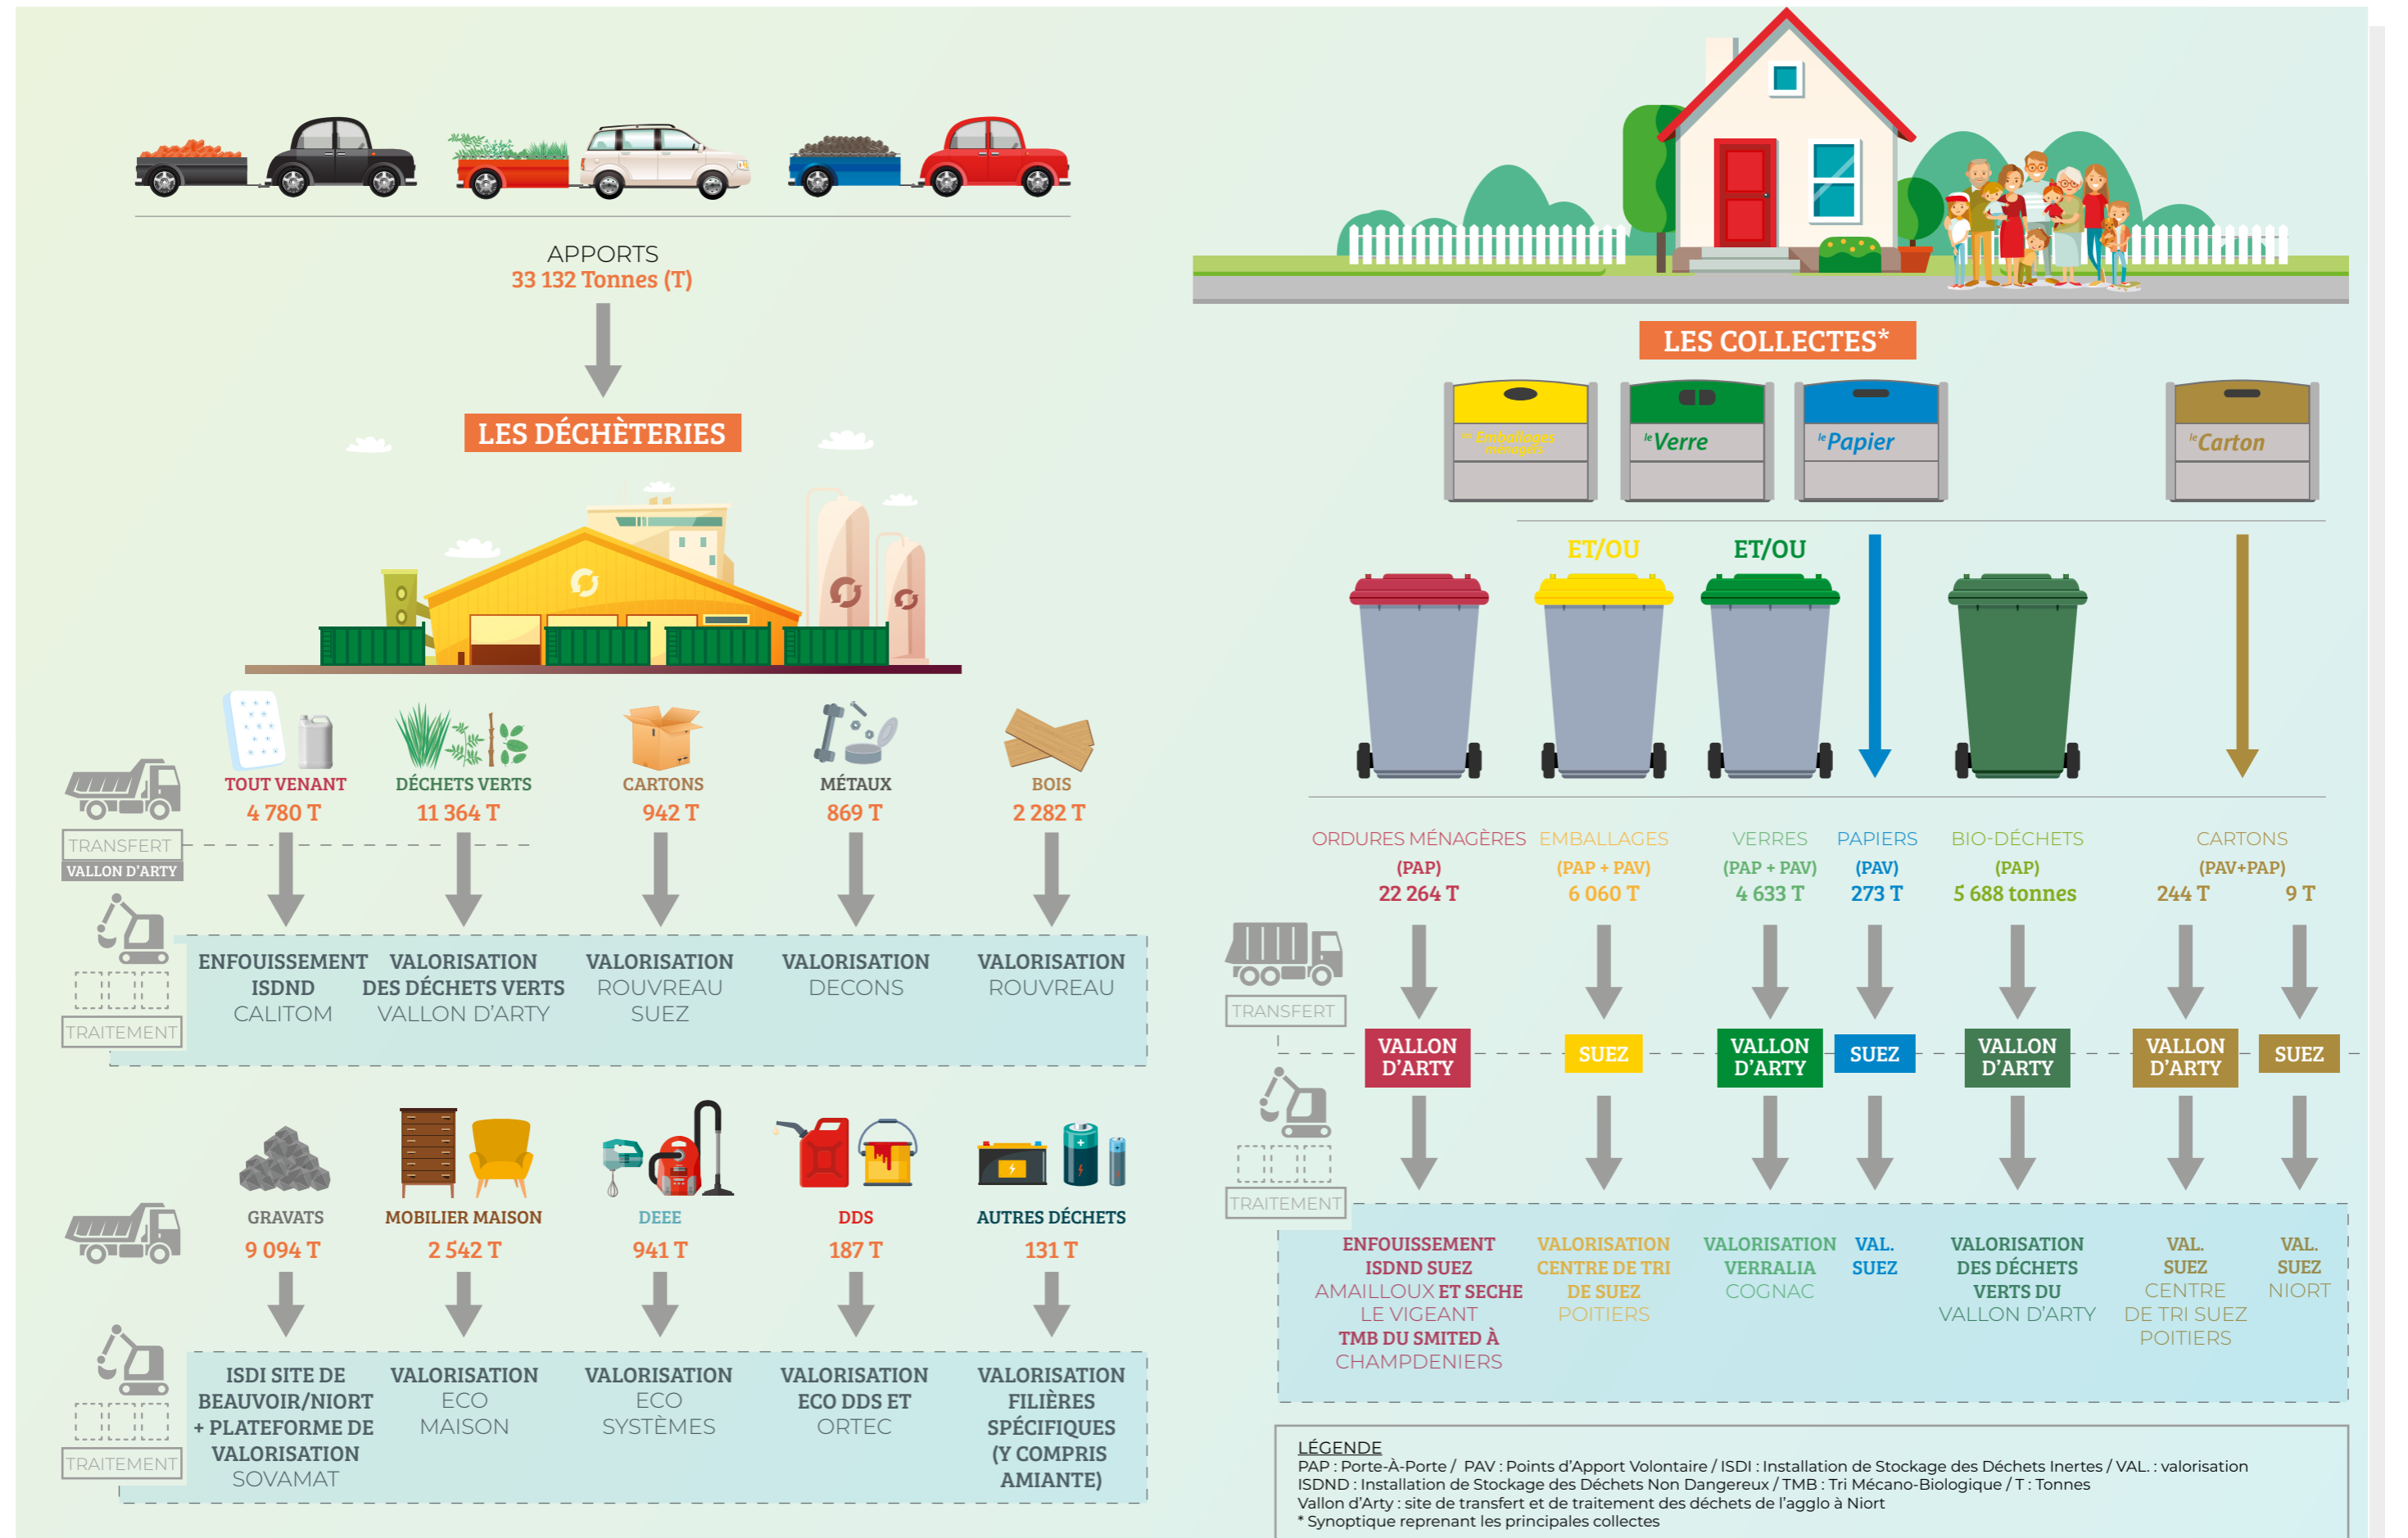 APPORTS
33 132 Tonnes (T)
LES DÉCHÈTERIES
TOUT VENANT
4 780 T
DÉCHETS VERTS
11 364 T
CARTONS
942 T
MÉTAUX
869 T
BOIS
2 282 T
TRANSFERT
VALLON D’ARTY
TRAITEMENT
ENFOUISSEMENT
ISDND
CALITOM
VALORISATION
DES DÉCHETS VERTS
VALLON D’ARTY
VALORISATION
ROUVREAU
SUEZ
VALORISATION
DECONS
VALORISATION
ROUVREAU
GRAVATS
9 094 T
MOBILIER MAISON
2 542 T
DEEE
941 T
DDS
187 T
AUTRES DÉCHETS
131 T
TRAITEMENT
ISDI SITE DE
BEAUVOIR/NIORT
+ PLATEFORME DE
VALORISATION
SOVAMAT
VALORISATION
ECO
MAISON
VALORISATION
ECO
SYSTÈMES
VALORISATION
ECO DDS ET
ORTEC
VALORISATION
FILIÈRES
SPÉCIFIQUES
(Y COMPRIS
AMIANTE)
LES COLLECTES*
Emballages
ménagers
le Verre
le Papier
le Carton
ET/OU
ET/OU
ORDURES MÉNAGÈRES
(PAP)
22 264 T
EMBALLAGES
(PAP + PAV)
6 060 T
VERRES
(PAP + PAV)
4 633 T
PAPIERS
(PAV)
273 T
BIO-DÉCHETS
(PAP)
5 688 tonnes
CARTONS
(PAV+PAP)
244 T
9 T
TRANSFERT
VALLON
D’ARTY
SUEZ
VALLON
D’ARTY
SUEZ
VALLON
D’ARTY
VALLON
D’ARTY
SUEZ
TRAITEMENT
ENFOUISSEMENT
ISDND SUEZ
AMAILLOUX ET SECHE
LE VIGEANT
TMB DU SMITED À
CHAMPDENIERS
VALORISATION
CENTRE DE TRI
DE SUEZ
POITIERS
VALORISATION
VERRALIA
COGNAC
VAL.
SUEZ
VALORISATION
DES DÉCHETS
VERTS DU
VALLON D’ARTY
VAL.
SUEZ
CENTRE
DE TRI SUEZ
POITIERS
VAL.
SUEZ
NIORT
LÉGENDE
PAP : Porte-À-Porte / PAV : Points d’Apport Volontaire / ISDI : Installation de Stockage des Déchets Inertes / VAL. : valorisation
ISDND : Installation de Stockage des Déchets Non Dangereux / TMB : Tri Mécano-Biologique / T : Tonnes
Vallon d’Arty : site de transfert et de traitement des déchets de l’agglo à Niort
* Synoptique reprenant les principales collectes